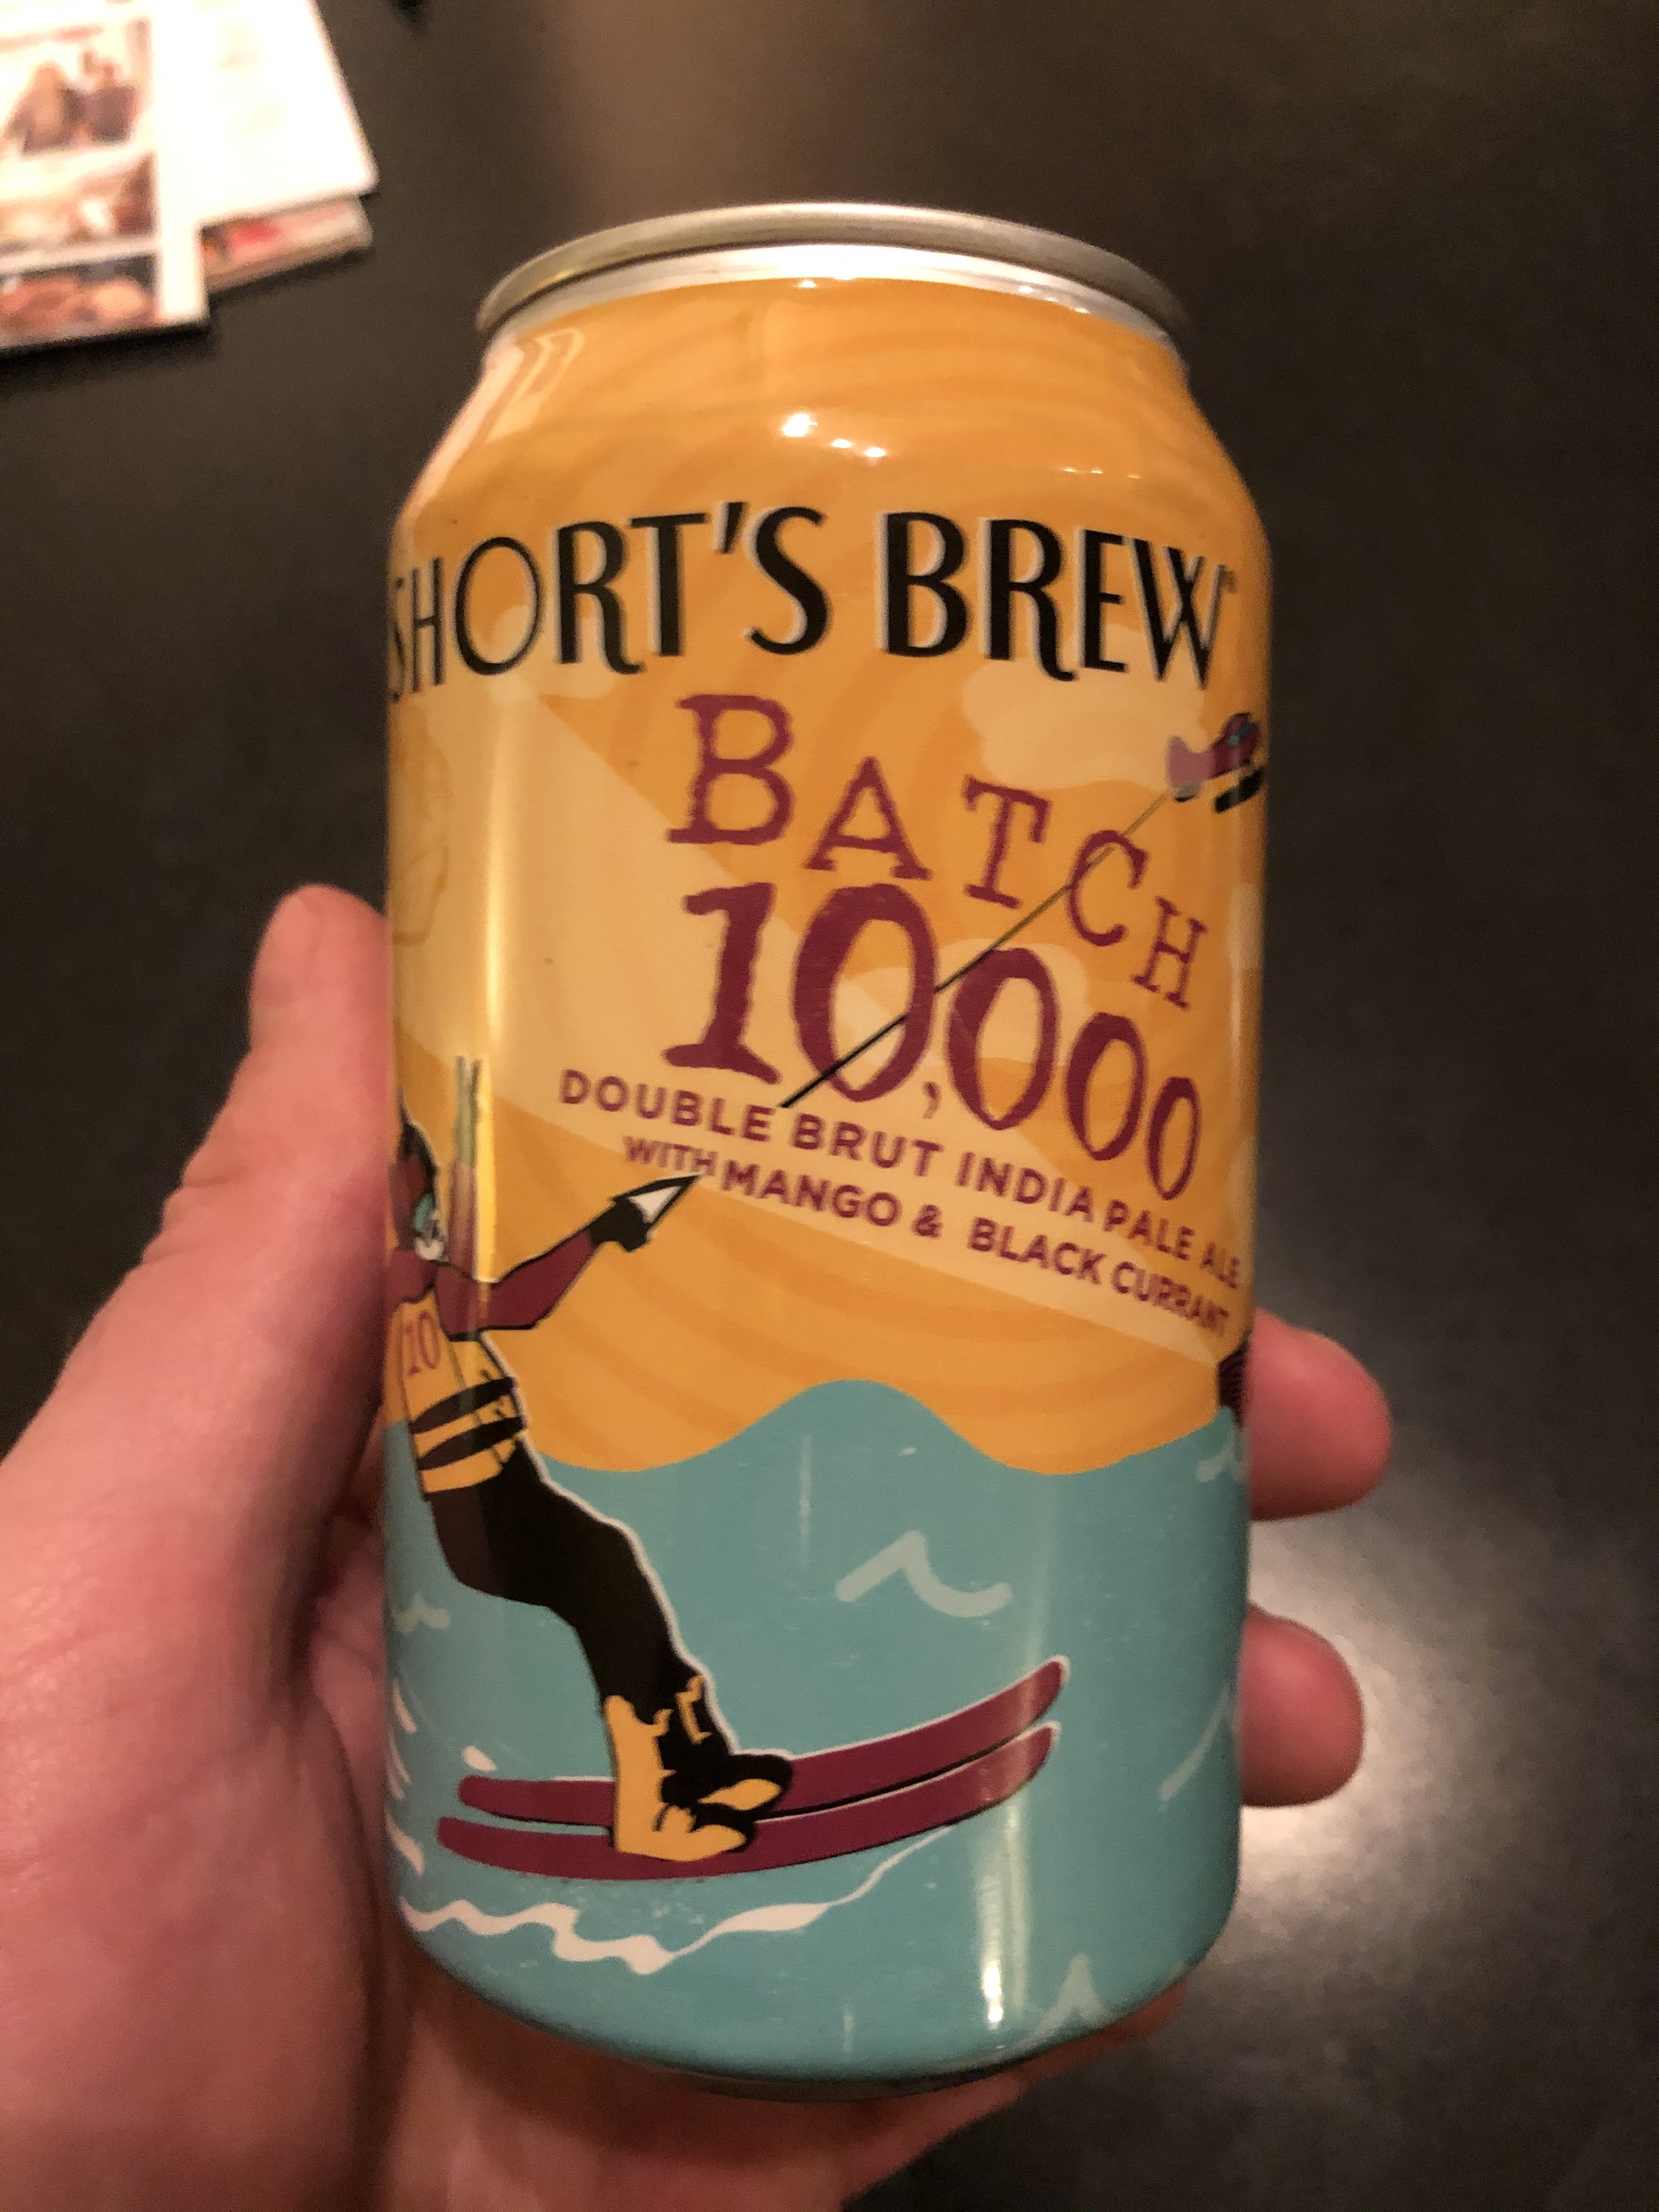 SHORT'S BREW
BATCH
10,000
DOUBLE BRUT INDIA PALE ALE
WITH MANGO & BLACK CURRANT
10